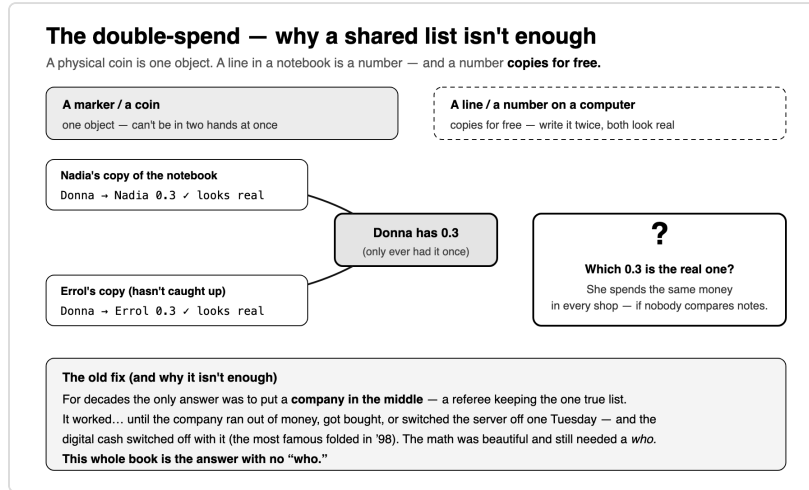 The double-spend — why a shared list isn't enough
A physical coin is one object. A line in a notebook is a number — and a number copies for free.
A marker / a coin
one object — can't be in two hands at once
A line / a number on a computer
copies for free — write it twice, both look real
Nadia's copy of the notebook
Donna → Nadia 0.3 ✓ looks real
Donna has 0.3
(only ever had it once)
Errol's copy (hasn't caught up)
Donna → Errol 0.3 ✓ looks real
?
Which 0.3 is the real one?
She spends the same money
in every shop — if nobody compares notes.
The old fix (and why it isn't enough)
For decades the only answer was to put a company in the middle — a referee keeping the one true list.
It worked… until the company ran out of money, got bought, or switched the server off one Tuesday — and the
digital cash switched off with it (the most famous folded in '98). The math was beautiful and still needed a who.
This whole book is the answer with no “who.”